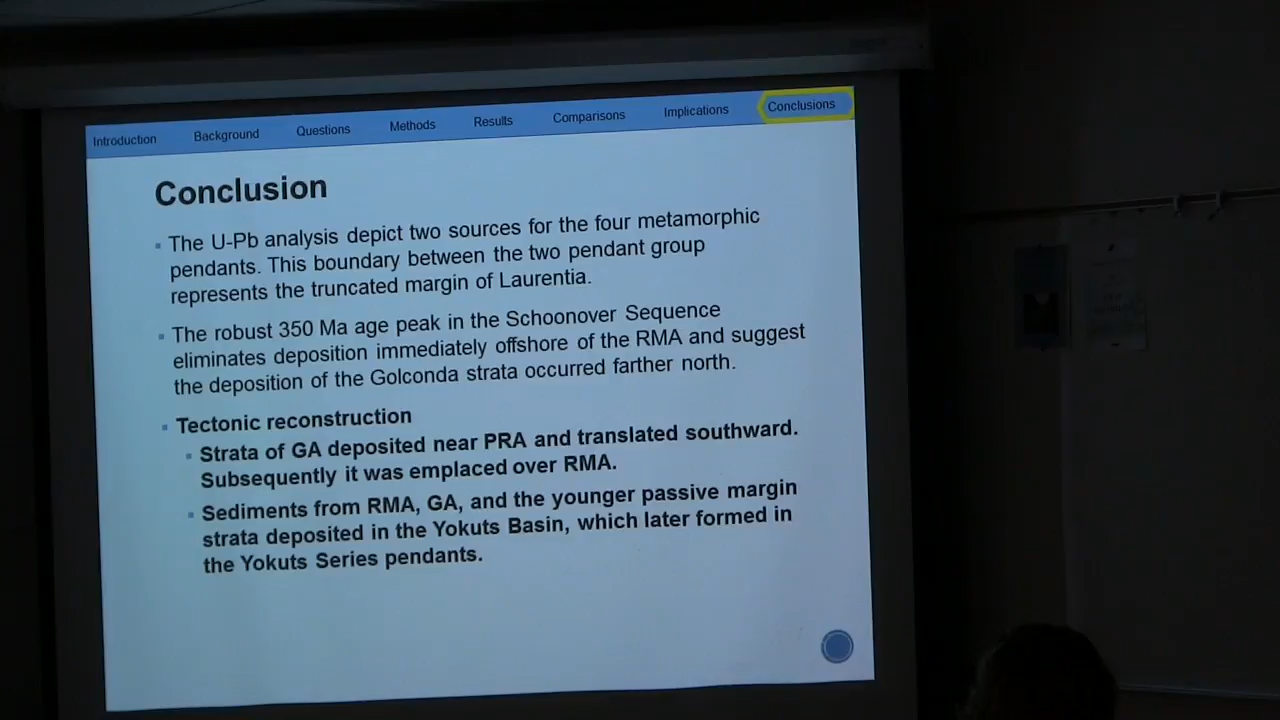 Introduction Background Questions Methods Results Comparisons Implications Conclusions
Conclusion
The U-Pb analysis depict two sources for the four metamorphic
pendants. This boundary between the two pendant group
represents the truncated margin of Laurentia.
The robust 350 Ma age peak in the Schoonover Sequence
eliminates deposition immediately offshore of the RMA and suggest
the deposition of the Golconda strata occurred farther north.
Tectonic reconstruction
Strata of GA deposited near PRA and translated southward.
Subsequently it was emplaced over RMA.
Sediments from RMA, GA, and the younger passive margin
strata deposited in the Yokuts Basin, which later formed in
the Yokuts Series pendants.